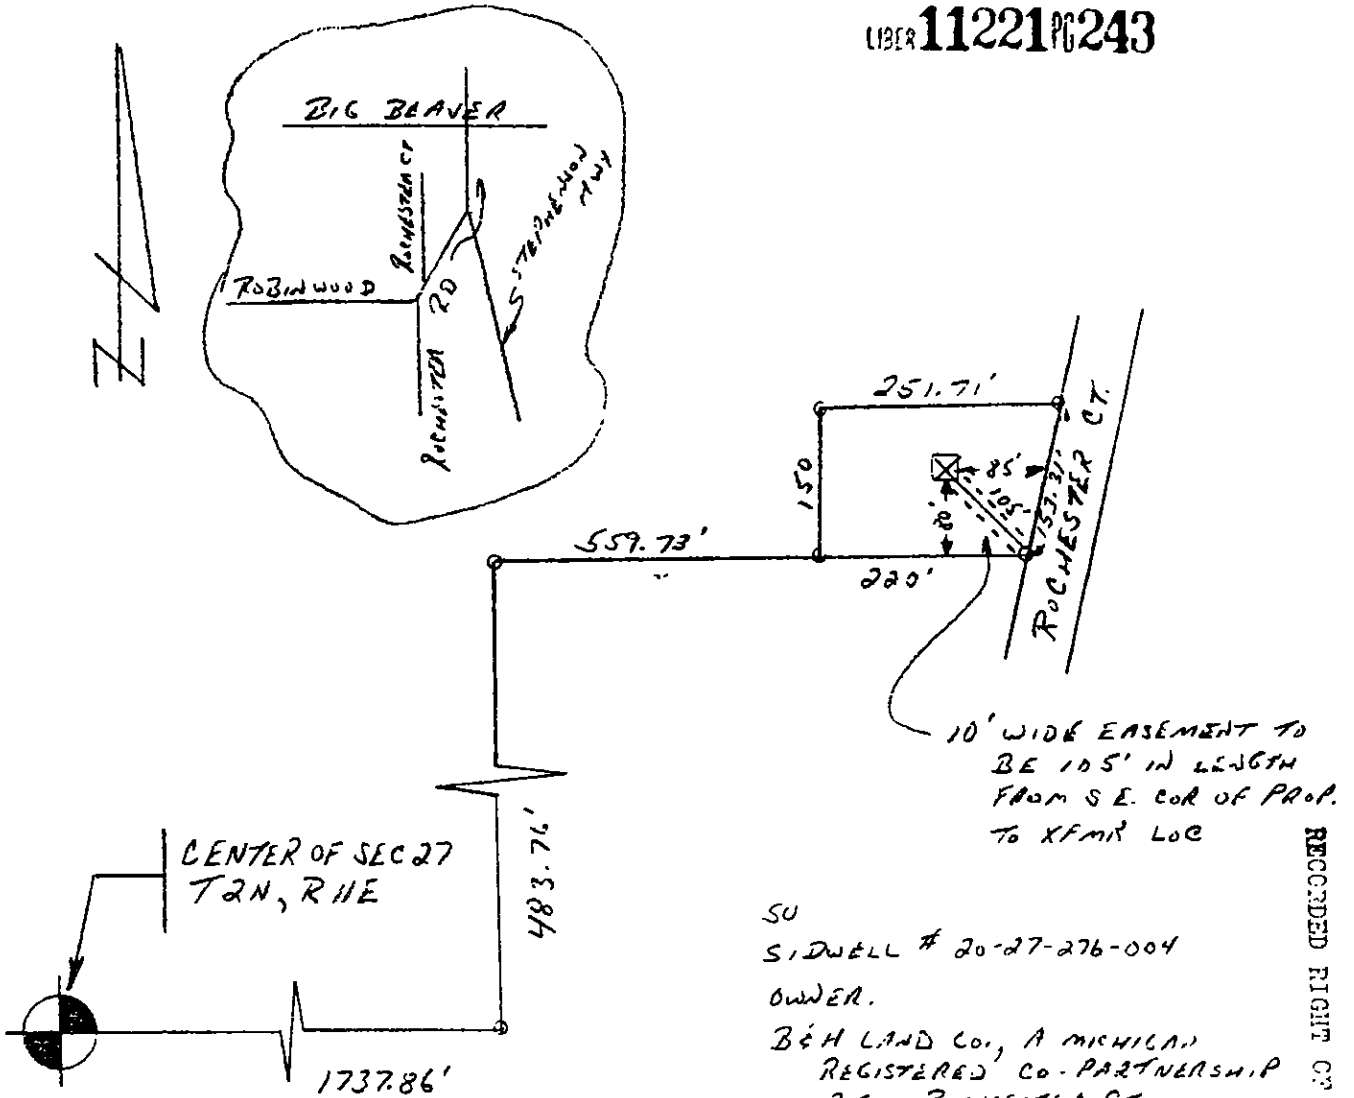 LIBER 11221 PG 243
BIG BEAVER
ROCHESTER CT
STEPHENSON HWY
ROBINWOOD
ROCHESTER RD
Z
251.71'
150
85'
105'
80'
153.31'
ROCHESTER CT.
559.73'
220'
10' WIDE EASEMENT TO
BE 105' IN LENGTH
FROM S E. COR OF PROP.
TO XFMR LOC
483.76'
CENTER OF SEC 27
T2N, R11E
1737.86'
SU
SIDWELL # 20-27-276-004
OWNER.
B&H LAND CO., A MICHIGAN
REGISTERED CO-PARTNERSHIP
RECORDED RIGHT